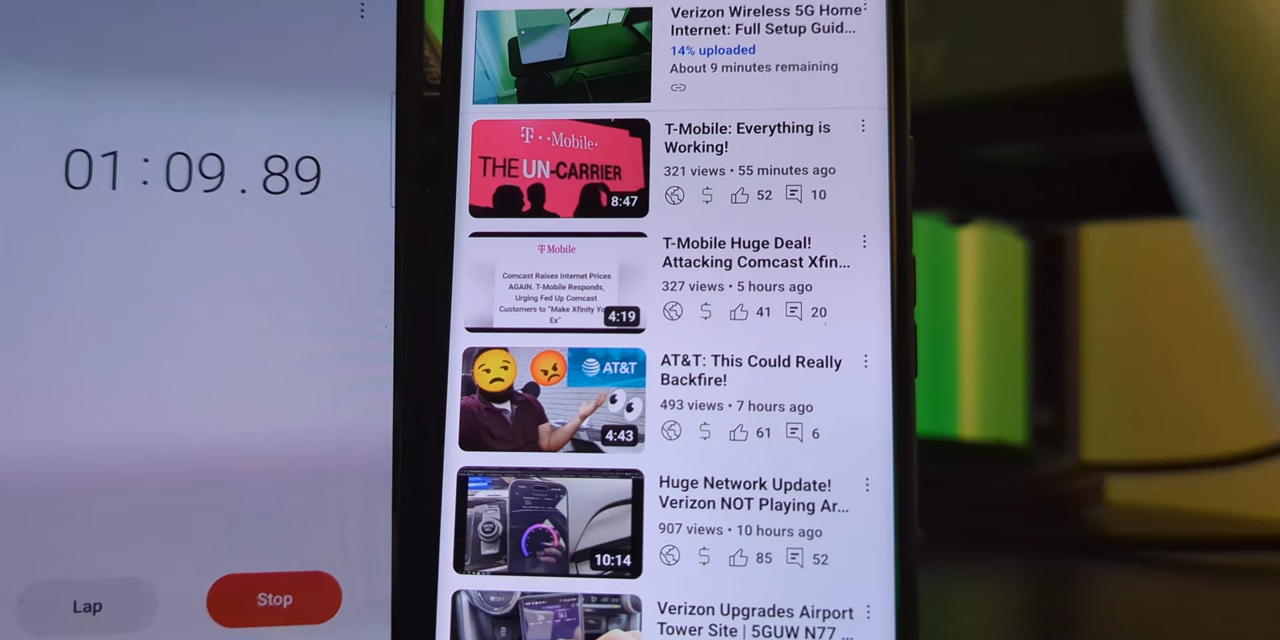 01:09.89
Lap
Stop
Verizon Wireless 5G Home
Internet: Full Setup Guid...
14% uploaded
About 9 minutes remaining
T··Mobile·
THE UN-CARRIER
8:47
T-Mobile: Everything is
Working!
321 views • 55 minutes ago
52
10
T Mobile
Comcast Raises Internet Prices
AGAIN. T-Mobile Responds,
Urging Fed Up Comcast
Customers to "Make Xfinity
Ex"
4:19
T-Mobile Huge Deal!
Attacking Comcast Xfin...
327 views • 5 hours ago
41
20
AT&T
4:43
AT&T: This Could Really
Backfire!
493 views • 7 hours ago
61
6
10:14
Huge Network Update!
Verizon NOT Playing Ar...
907 views • 10 hours ago
85
52
Verizon Upgrades Airport
Tower Site | 5GUW N77 ...